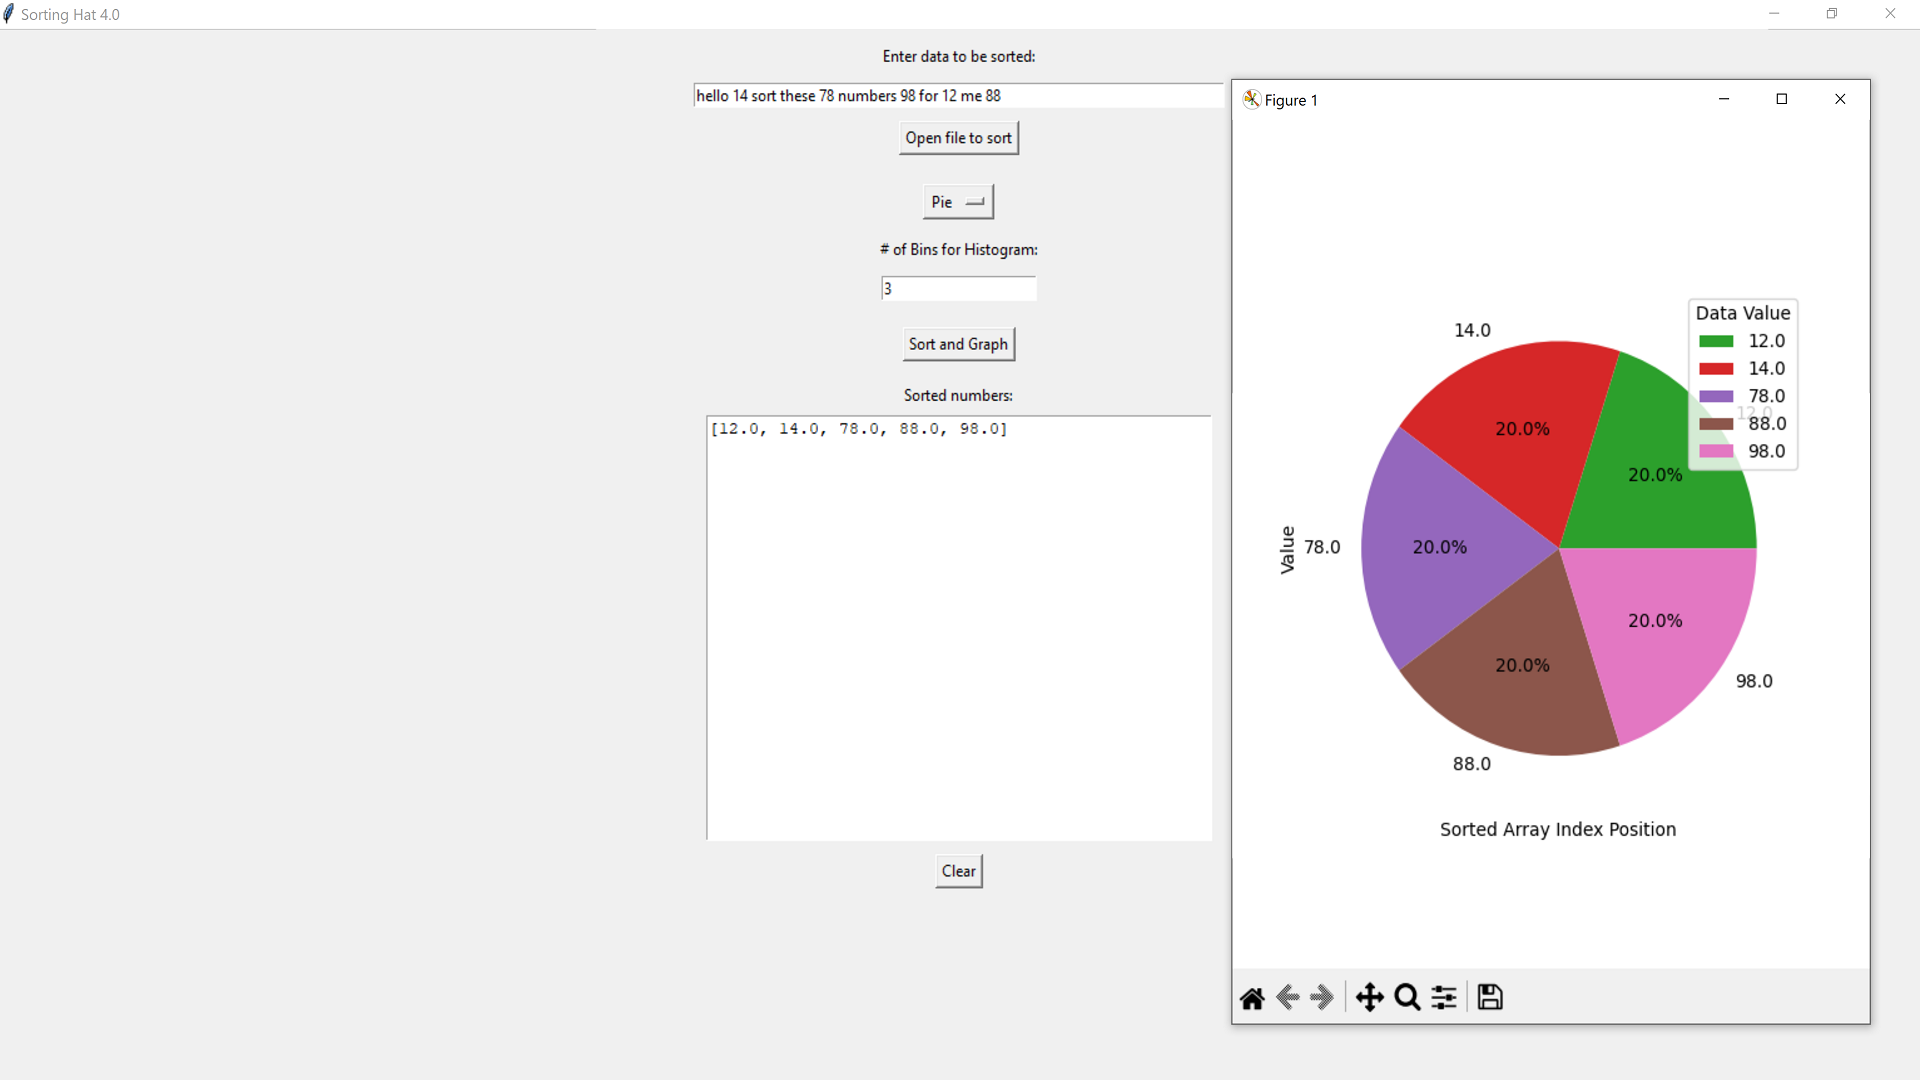 Sorting Hat 4.0
Enter data to be sorted:
hello 14 sort these 78 numbers 98 for 12 me 88
Open file to sort
Pie
# of Bins for Histogram:
3
Sort and Graph
Sorted numbers:
[12.0, 14.0, 78.0, 88.0, 98.0]
Clear
Figure 1
Data Value
12.0
14.0
78.0
88.0
98.0
14.0
12.0
20.0%
20.0%
Value
78.0
20.0%
20.0%
20.0%
98.0
88.0
Sorted Array Index Position